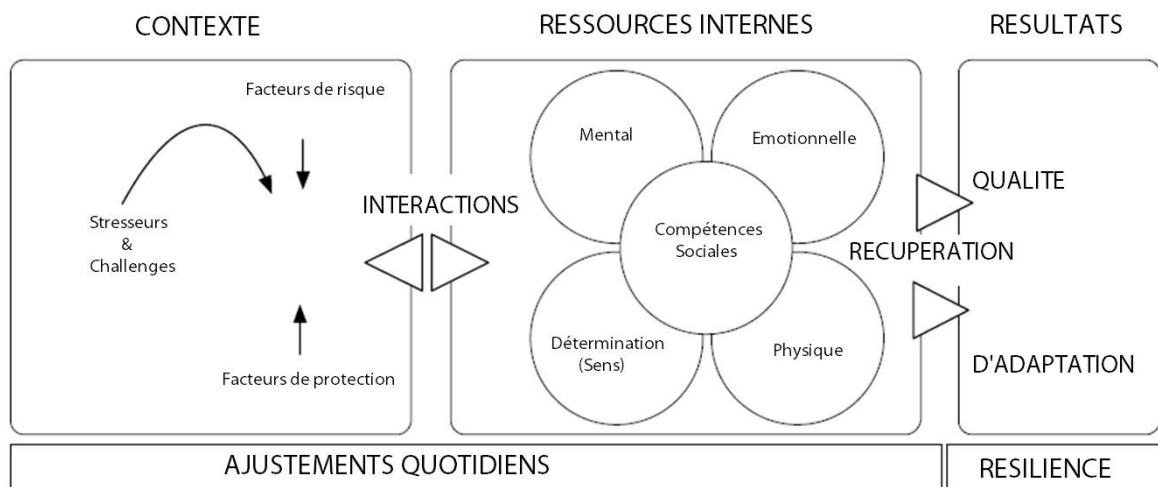 CONTEXTE
RESSOURCES INTERNES
RESULTATS
Facteurs de risque
Stresseurs
&
Challenges
Facteurs de protection
INTERACTIONS
Mental
Emotionnelle
Compétences
Sociales
Détermination
(Sens)
Physique
QUALITE
RECUPERATION
D'ADAPTATION
AJUSTEMENTS QUOTIDIENS
RESILIENCE